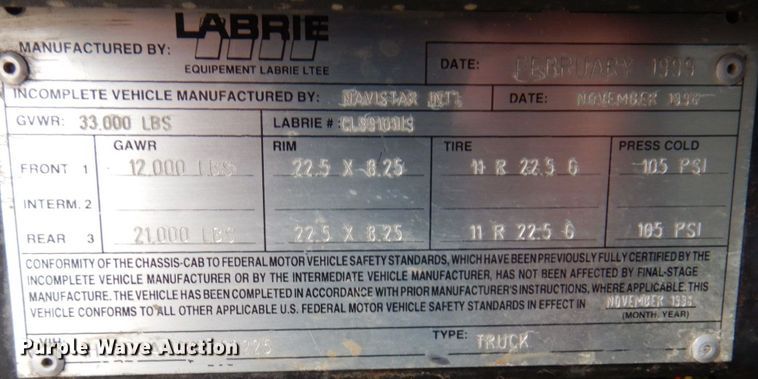 LABRIE
MANUFACTURED BY:
EQUIPEMENT LABRIE LTEE
DATE: FEBRUARY 1999
INCOMPLETE VEHICLE MANUFACTURED BY: NAVISTAR INT'L DATE: NOVEMBER 1998
GVWR: 33,000 LBS LABRIE #:
GAWR RIM TIRE PRESS COLD
FRONT 1 12,000 LBS 22.5 X 8.25 11 R 22.5 G 105 PSI
INTERM. 2
REAR 3 21,000 LBS 22.5 X 8.25 11 R 22.5 G 105 PSI
CONFORMITY OF THE CHASSIS-CAB TO FEDERAL MOTOR VEHICLE SAFETY STANDARDS, WHICH HAVE BEEN PREVIOUSLY FULLY CERTIFIED BY THE
INCOMPLETE VEHICLE MANUFACTURER OR BY THE INTERMEDIATE VEHICLE MANUFACTURER, HAS NOT BEEN AFFECTED BY FINAL-STAGE
MANUFACTURE. THE VEHICLE HAS BEEN COMPLETED IN ACCORDANCE WITH PRIOR MANUFACTURER'S INSTRUCTIONS, WHERE APPLICABLE. THIS
VEHICLE CONFORMS TO ALL OTHER APPLICABLE U.S. FEDERAL MOTOR VEHICLE SAFETY STANDARDS IN EFFECT IN NOVEMBER 1998
(MONTH, YEAR)
TYPE: TRUCK
Purple Wave Auction